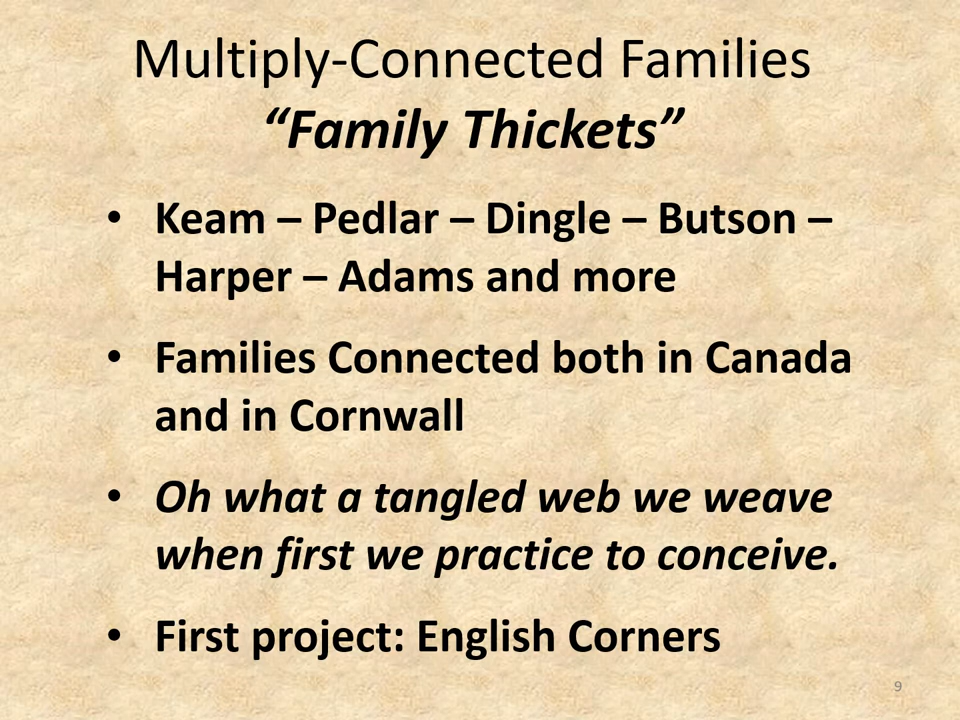 Multiply-Connected Families
“Family Thickets”
• Keam – Pedlar – Dingle – Butson –
Harper – Adams and more
• Families Connected both in Canada
and in Cornwall
• Oh what a tangled web we weave
when first we practice to conceive.
• First project: English Corners
9